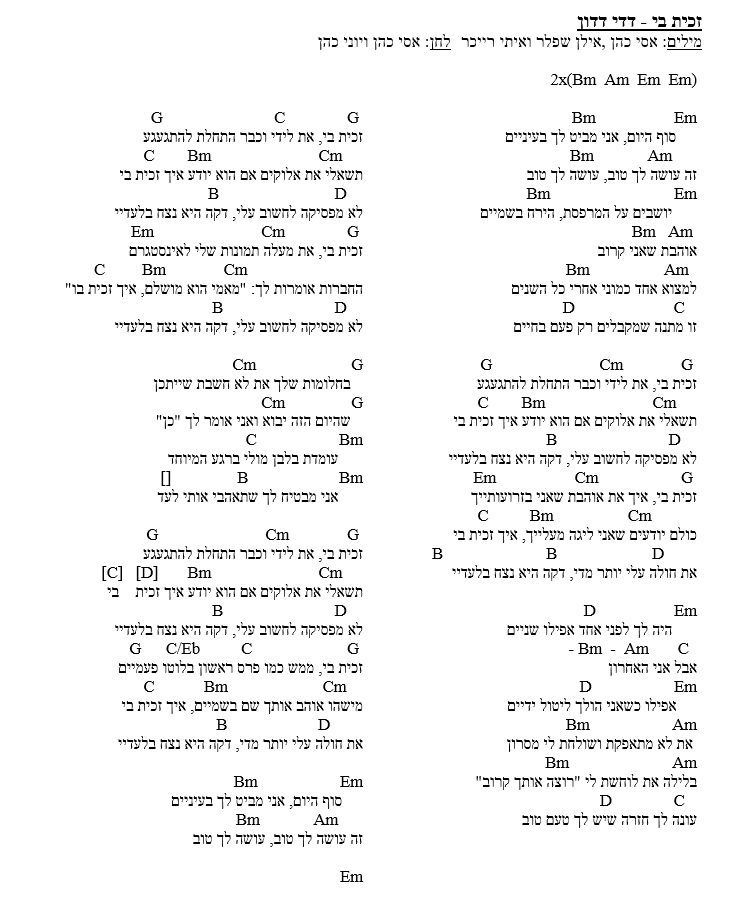 זכית בי - דדי דדון
מילים: אסי כהן ,אילן שפלר ואיתי רייכר לחן: אסי כהן ויוני כהן
2x(Bm Am Em Em)
Bm Em
סוף היום, אני מביט לך בעיניים
Bm Am
זה עושה לך טוב, עושה לך טוב
Bm Em
יושבים על המרפסת, הירח בשמיים
Bm Am
אוהבת שאני קרוב
Bm Am
למצוא אחד כמוני אחרי כל השנים
D C
זו מתנה שמקבלים רק פעם בחיים
G Cm G
זכית בי, את לידי וכבר התחלת להתגעגע
C Bm Cm
תשאלי את אלוקים אם הוא יודע איך זכית בי
B D
לא מפסיקה לחשוב עלי, דקה היא נצח בלעדיי
Em Cm G
זכית בי, איך את אוהבת שאני בזרועותייך
C Bm Cm
כולם יודעים שאני ליגה מעלייך, איך זכית בי
B B D
את חולה עלי יותר מדי, דקה היא נצח בלעדיי
D Em
היה לך לפני אחד אפילו שניים
- Bm - Am C
אבל אני האחרון
D Em
אפילו כשאני הולך ליטול ידיים
Bm Am
את לא מתאפקת ושולחת לי מסרון
Bm Am
בלילה את לוחשת לי "רוצה אותך קרוב"
D C
עונה לך חזרה שיש לך טעם טוב
G C G
זכית בי, את לידי וכבר התחלת להתגעגע
C Bm Cm
תשאלי את אלוקים אם הוא יודע איך זכית בי
B D
לא מפסיקה לחשוב עלי, דקה היא נצח בלעדיי
Em Cm G
זכית בי, את מעלה תמונות שלי לאינסטגרם
C Bm Cm
החברות אומרות לך: "מאמי הוא מושלם, איך זכית בו"
B D
לא מפסיקה לחשוב עלי, דקה היא נצח בלעדיי
Cm G
בחלומות שלך את לא חשבת שייתכן
Cm G
שהיום הזה יבוא ואני אומר לך "כן"
C Bm
עומדת בלבן מולי ברגע המיוחד
[] B Bm
אני מבטיח לך שתאהבי אותי לעד
G Cm G
זכית בי, את לידי וכבר התחלת להתגעגע
[C] [D] Bm Cm
תשאלי את אלוקים אם הוא יודע איך זכית בי
B D
לא מפסיקה לחשוב עלי, דקה היא נצח בלעדיי
G C/Eb C G
זכית בי, ממש כמו פרס ראשון בלוטו פעמיים
C Bm Cm
מישהו אוהב אותך שם בשמיים, איך זכית בי
B D
את חולה עלי יותר מדי, דקה היא נצח בלעדיי
Bm Em
סוף היום, אני מביט לך בעיניים
Bm Am
זה עושה לך טוב, עושה לך טוב
Em